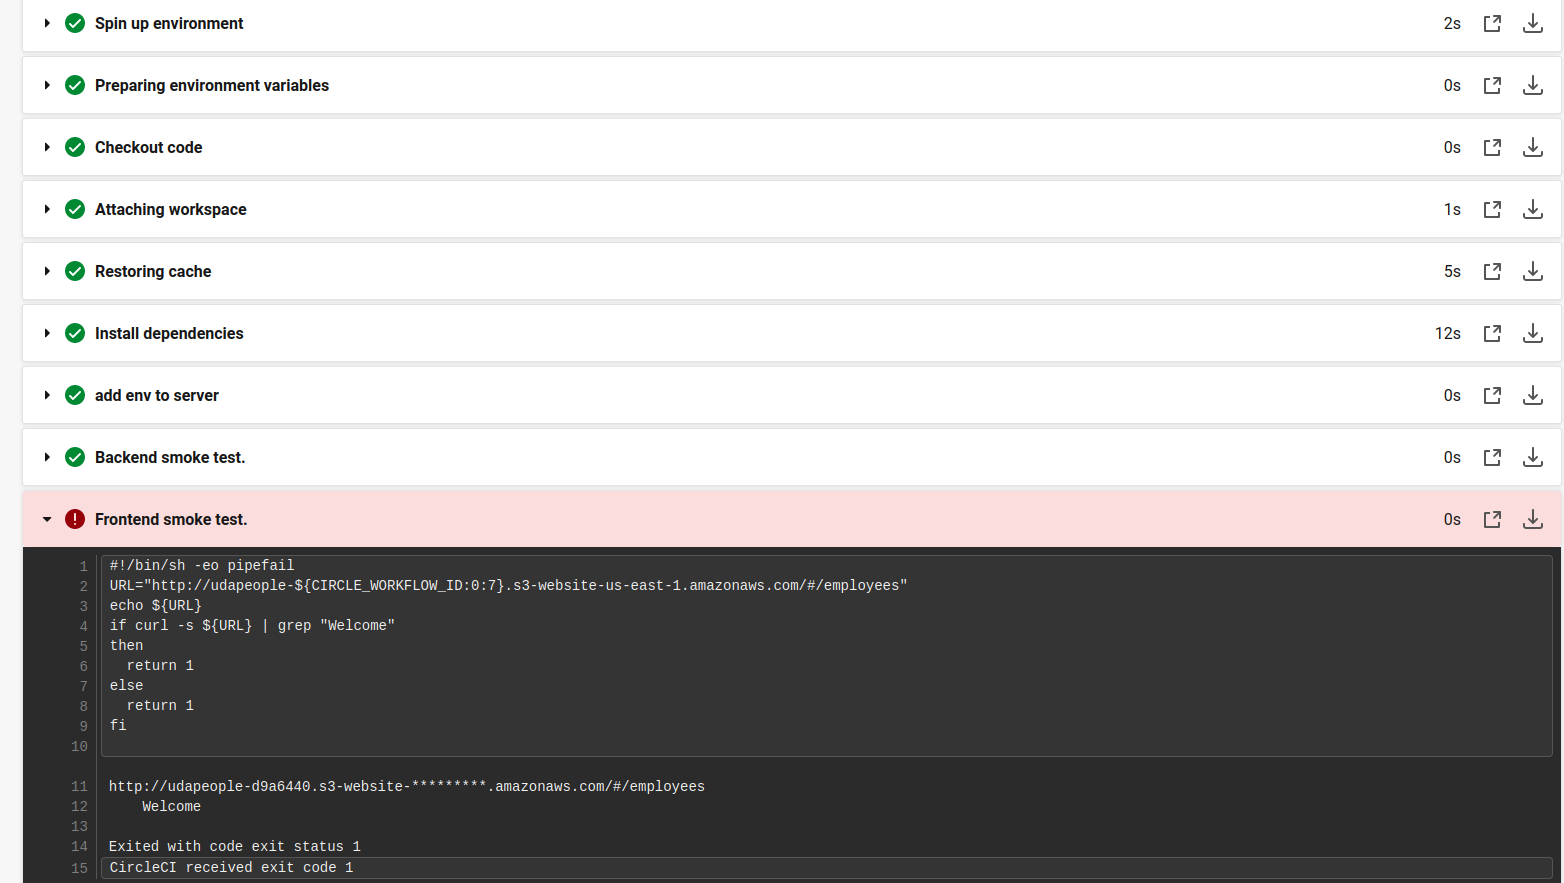 Spin up environment 2s
Preparing environment variables 0s
Checkout code 0s
Attaching workspace 1s
Restoring cache 5s
Install dependencies 12s
add env to server 0s
Backend smoke test. 0s
Frontend smoke test. 0s
1 #!/bin/sh -eo pipefail
2 URL="http://udapeople-${CIRCLE_WORKFLOW_ID:0:7}.s3-website-us-east-1.amazonaws.com/#/employees"
3 echo ${URL}
4 if curl -s ${URL} | grep "Welcome"
5 then
6   return 1
7 else
8   return 1
9 fi
10
11 http://udapeople-d9a6440.s3-website-*********.amazonaws.com/#/employees
12     Welcome
13
14 Exited with code exit status 1
15 CircleCI received exit code 1